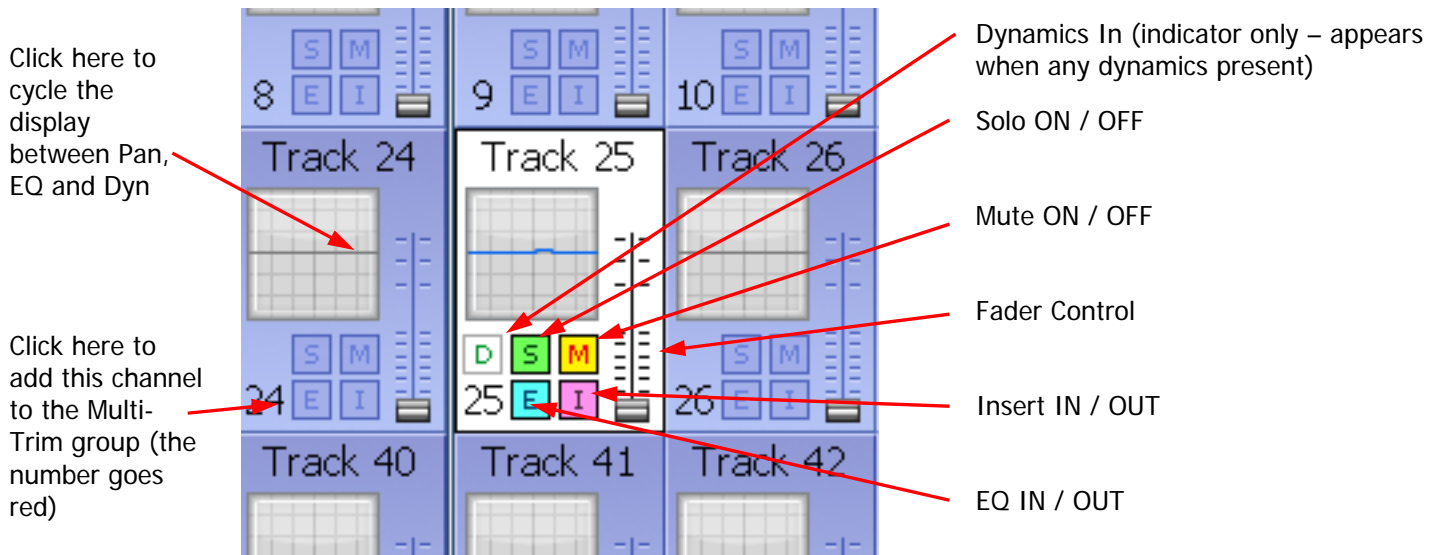 Click here to
cycle the
display
between Pan,
EQ and Dyn
Click here to
add this channel
to the Multi-
Trim group (the
number goes
red)
S M S M S M
8 E I 9 E I 10 E I
Track 24 Track 25 Track 26
S M D S M S M
24 E I 25 E I 26 E I
Track 40 Track 41 Track 42
Dynamics In (indicator only – appears
when any dynamics present)
Solo ON / OFF
Mute ON / OFF
Fader Control
Insert IN / OUT
EQ IN / OUT